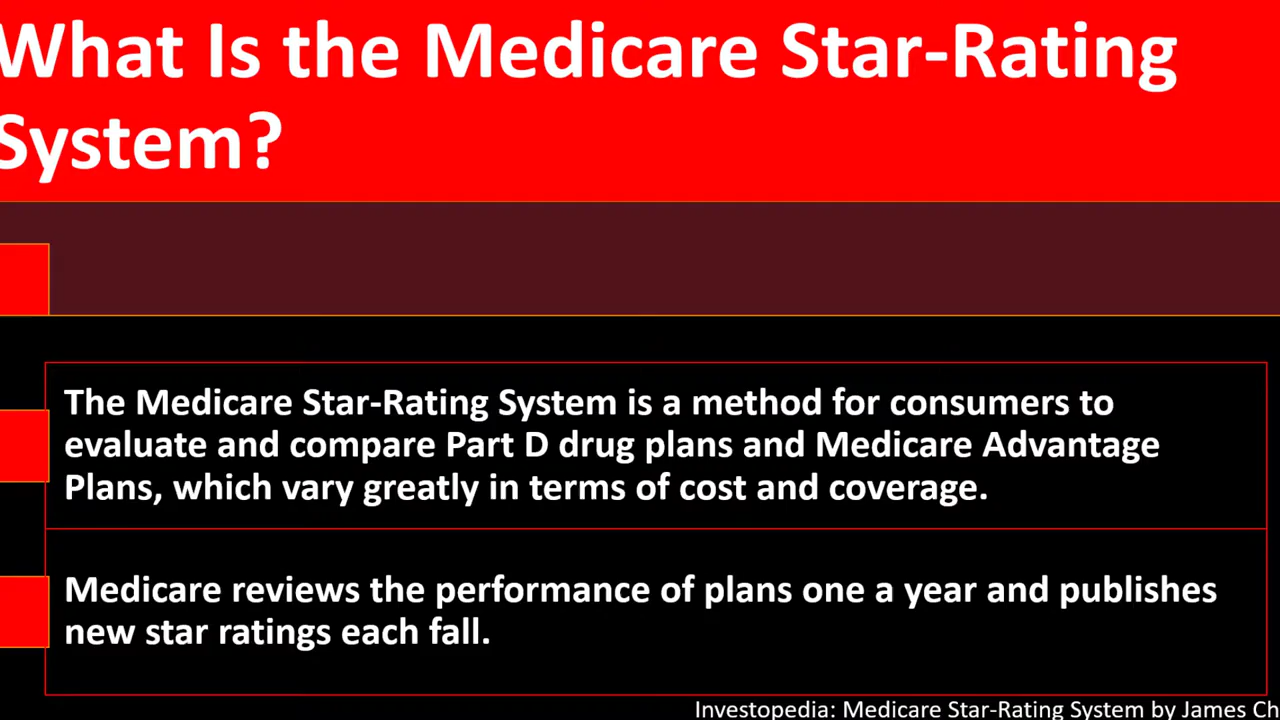 What Is the Medicare Star-Rating
System?
The Medicare Star-Rating System is a method for consumers to
evaluate and compare Part D drug plans and Medicare Advantage
Plans, which vary greatly in terms of cost and coverage.
Medicare reviews the performance of plans one a year and publishes
new star ratings each fall.
Investopedia: Medicare Star-Rating System by James Ch